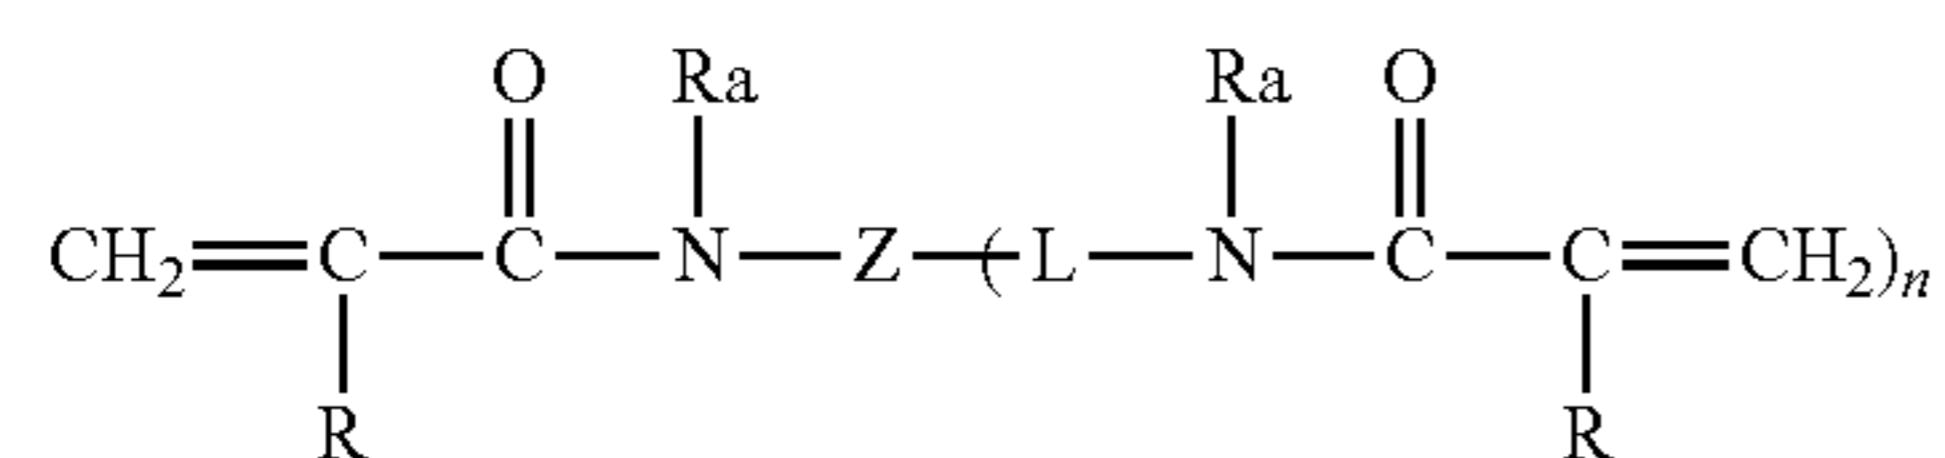 O Ra Ra O
CH₂=C—C—N—Z—(L—N—C—C=CH₂)ₙ
R R